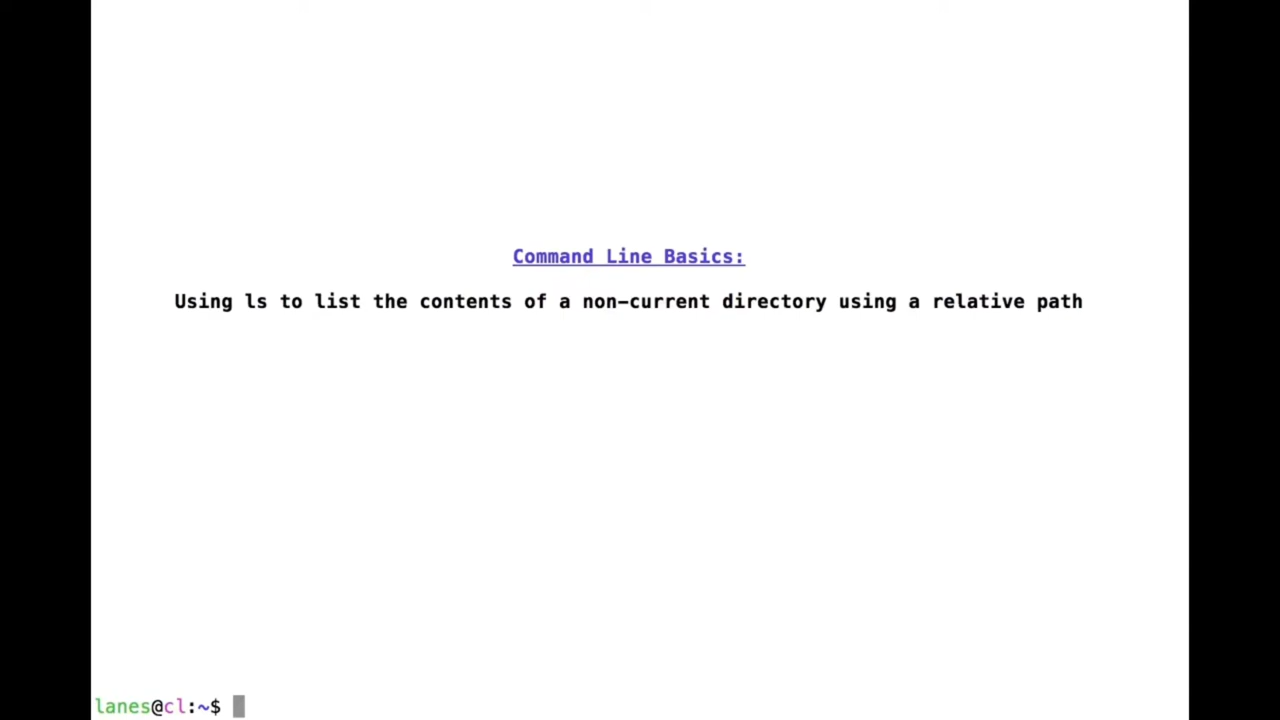 Command Line Basics:
Using ls to list the contents of a non-current directory using a relative path
lanes@cl:~$